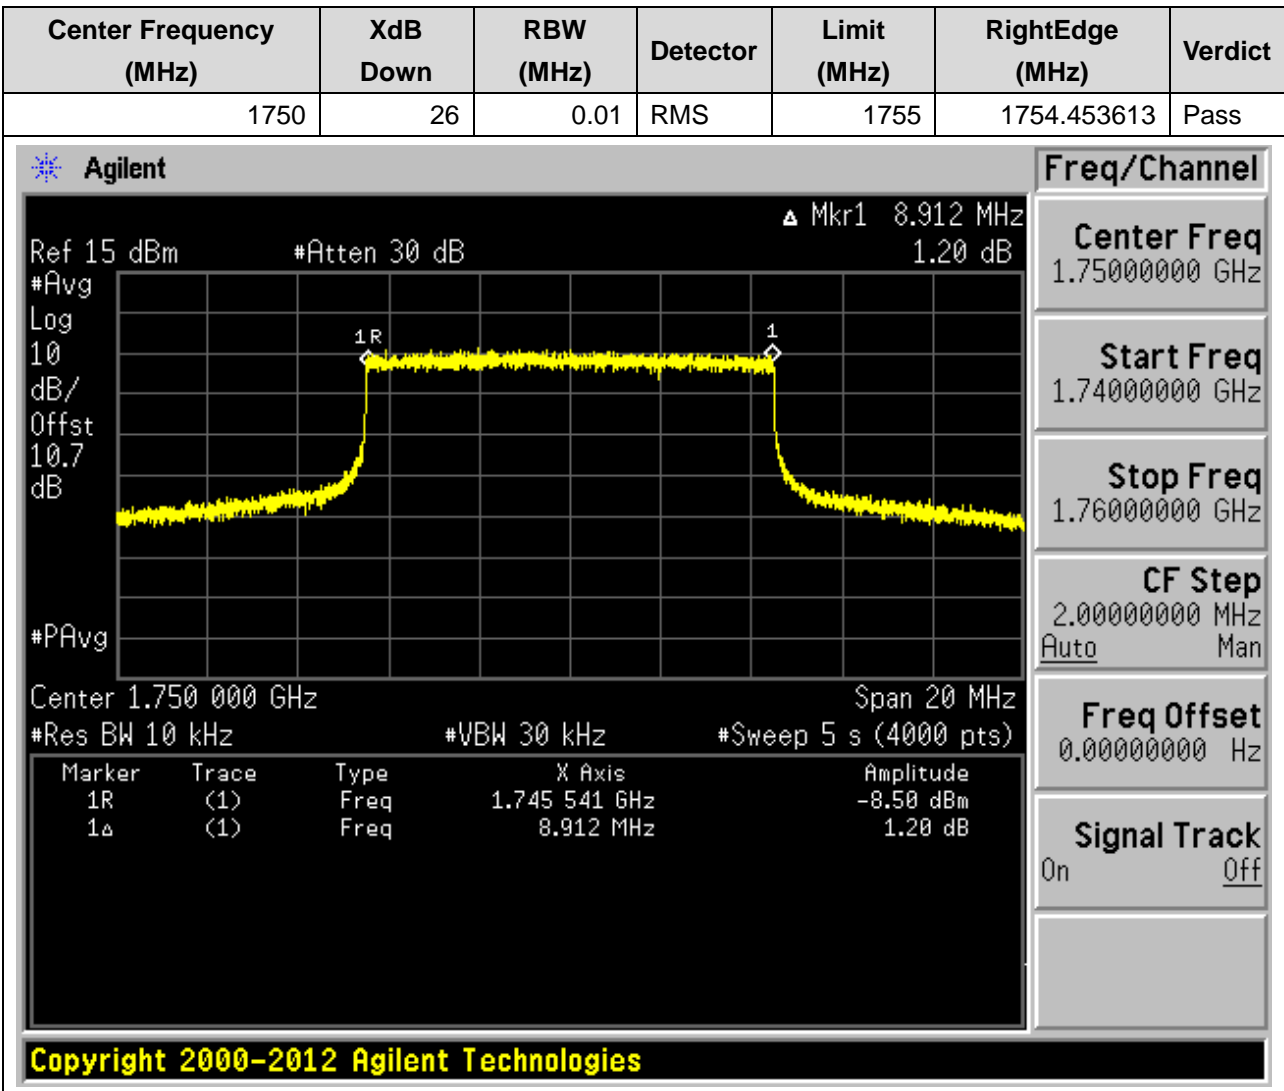 Center Frequency (MHz) XdB Down RBW (MHz) Detector Limit (MHz) RightEdge (MHz) Verdict
1750 26 0.01 RMS 1755 1754.453613 Pass
Agilent
Freq/Channel
Δ Mkr1 8.912 MHz
Ref 15 dBm #Atten 30 dB 1.20 dB
#Avg
Log
10
dB/
Offst
10.7
dB
#PAvg
1R
1
Center 1.750 000 GHz Span 20 MHz
#Res BW 10 kHz #VBW 30 kHz #Sweep 5 s (4000 pts)
Marker Trace Type X Axis Amplitude
1R (1) Freq 1.745 541 GHz -8.50 dBm
1Δ (1) Freq 8.912 MHz 1.20 dB
Center Freq
1.75000000 GHz
Start Freq
1.74000000 GHz
Stop Freq
1.76000000 GHz
CF Step
2.00000000 MHz
Auto Man
Freq Offset
0.00000000 Hz
Signal Track
On Off
Copyright 2000-2012 Agilent Technologies